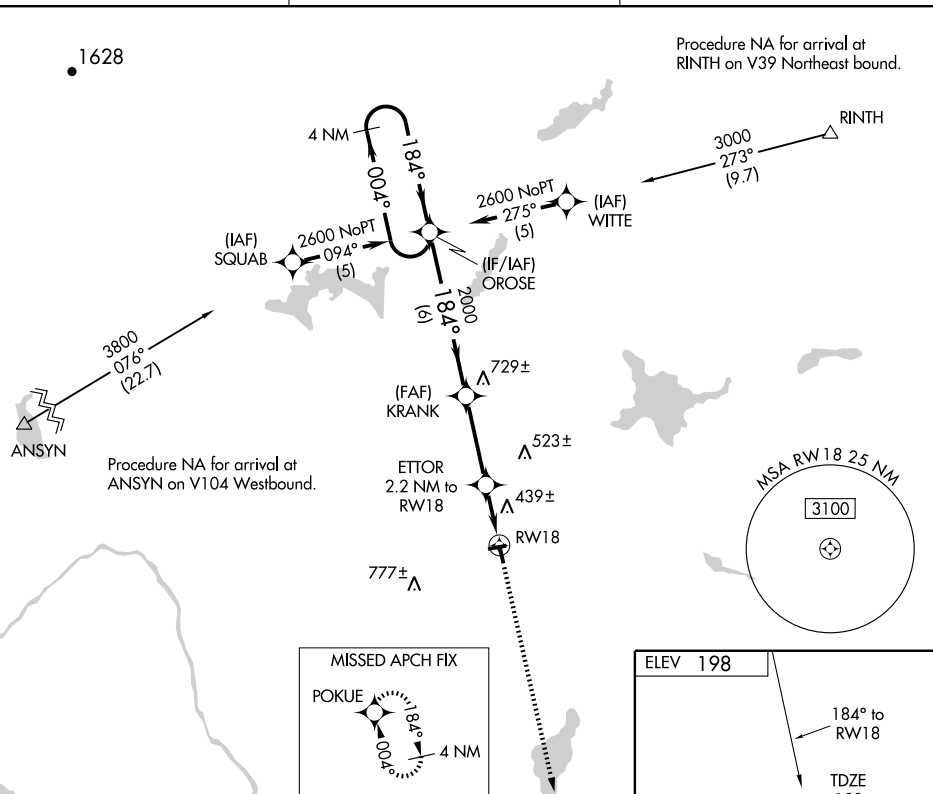 1628
Procedure NA for arrival at
RINTH on V39 Northeast bound.
RINTH
3000
273°
(9.7)
4 NM
184°
004°
2600 NoPT
275°
(5)
(IAF)
WITTE
(IAF)
SQUAB
2600 NoPT
094°
(5)
(IF/IAF)
OROSE
2000
184°
(6)
3800
076°
(22.7)
ANSYN
Procedure NA for arrival at
ANSYN on V104 Westbound.
729±
(FAF)
KRANK
523±
ETTOR
2.2 NM to
RW18
439±
RW18
777±
MSA RW18 25 NM
3100
MISSED APCH FIX
POKUE
184°
004°
4 NM
ELEV 198
184° to
RW18
TDZE